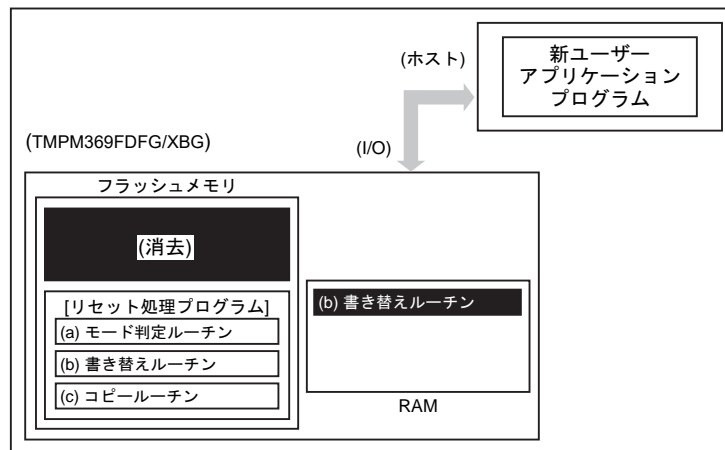 (ホスト)
新ユーザー
アプリケーション
プログラム
(TMPM369FDFG/XBG)
(I/O)
フラッシュメモリ
(消去)
[リセット処理プログラム]
(a) モード判定ルーチン
(b) 書き替えルーチン
(c) コピールーチン
(b) 書き替えルーチン
RAM